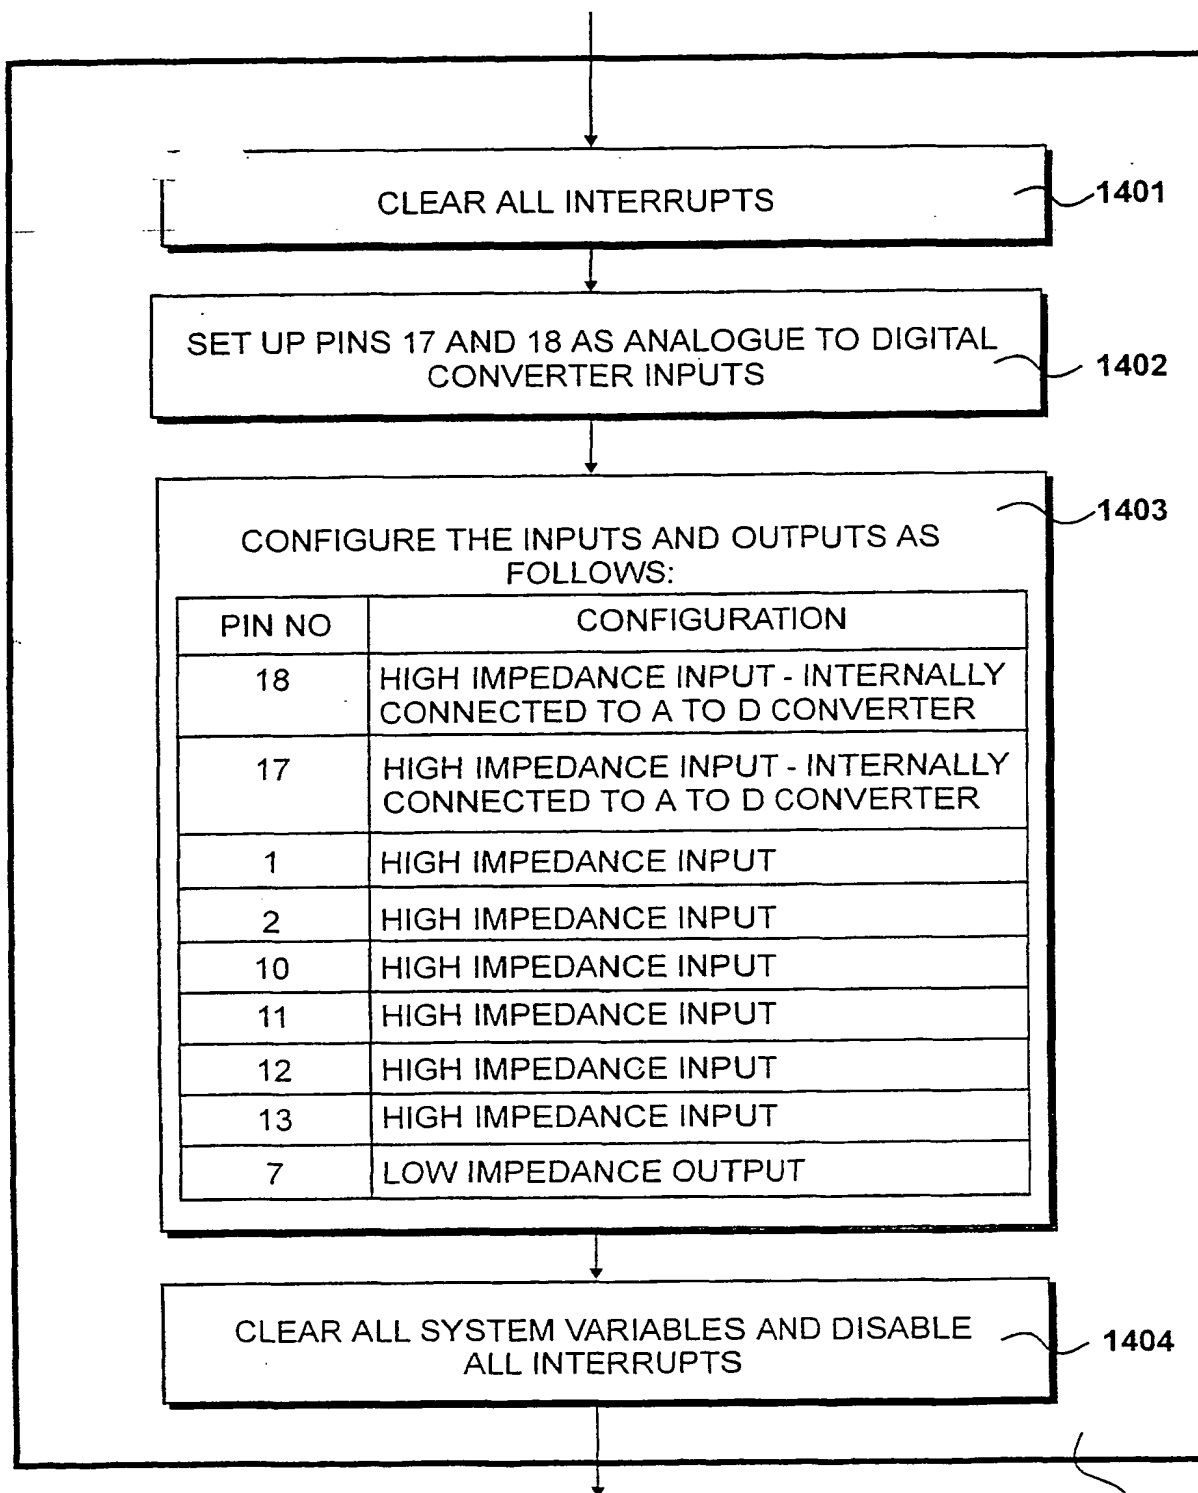 CLEAR ALL INTERRUPTS
1401
SET UP PINS 17 AND 18 AS ANALOGUE TO DIGITAL
CONVERTER INPUTS
1402
1403
CONFIGURE THE INPUTS AND OUTPUTS AS
FOLLOWS:
PIN NO CONFIGURATION
18 HIGH IMPEDANCE INPUT - INTERNALLY
CONNECTED TO A TO D CONVERTER
17 HIGH IMPEDANCE INPUT - INTERNALLY
CONNECTED TO A TO D CONVERTER
1 HIGH IMPEDANCE INPUT
2 HIGH IMPEDANCE INPUT
10 HIGH IMPEDANCE INPUT
11 HIGH IMPEDANCE INPUT
12 HIGH IMPEDANCE INPUT
13 HIGH IMPEDANCE INPUT
7 LOW IMPEDANCE OUTPUT
CLEAR ALL SYSTEM VARIABLES AND DISABLE
ALL INTERRUPTS
1404